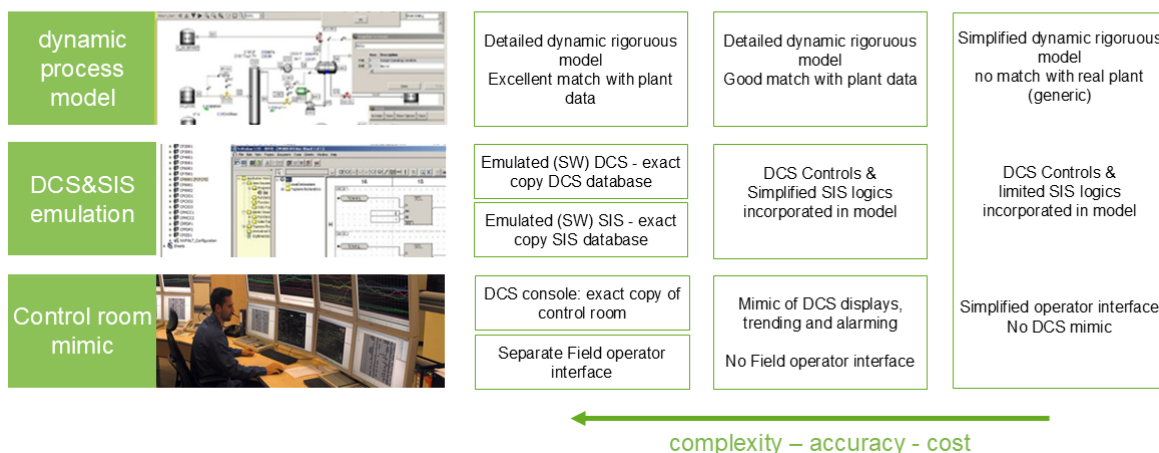 dynamic
process
model
Detailed dynamic rigoruous
model
Excellent match with plant
data
Detailed dynamic rigoruous
model
Good match with plant data
Simplified dynamic rigoruous
model
no match with real plant
(generic)
DCS&SIS
emulation
Emulated (SW) DCS - exact
copy DCS database
Emulated (SW) SIS - exact
copy SIS database
DCS Controls &
Simplified SIS logics
incorporated in model
DCS Controls &
limited SIS logics
incorporated in model
Control room
mimic
DCS console: exact copy of
control room
Separate Field operator
interface
Mimic of DCS displays,
trending and alarming
No Field operator interface
Simplified operator interface
No DCS mimic
complexity – accuracy - cost